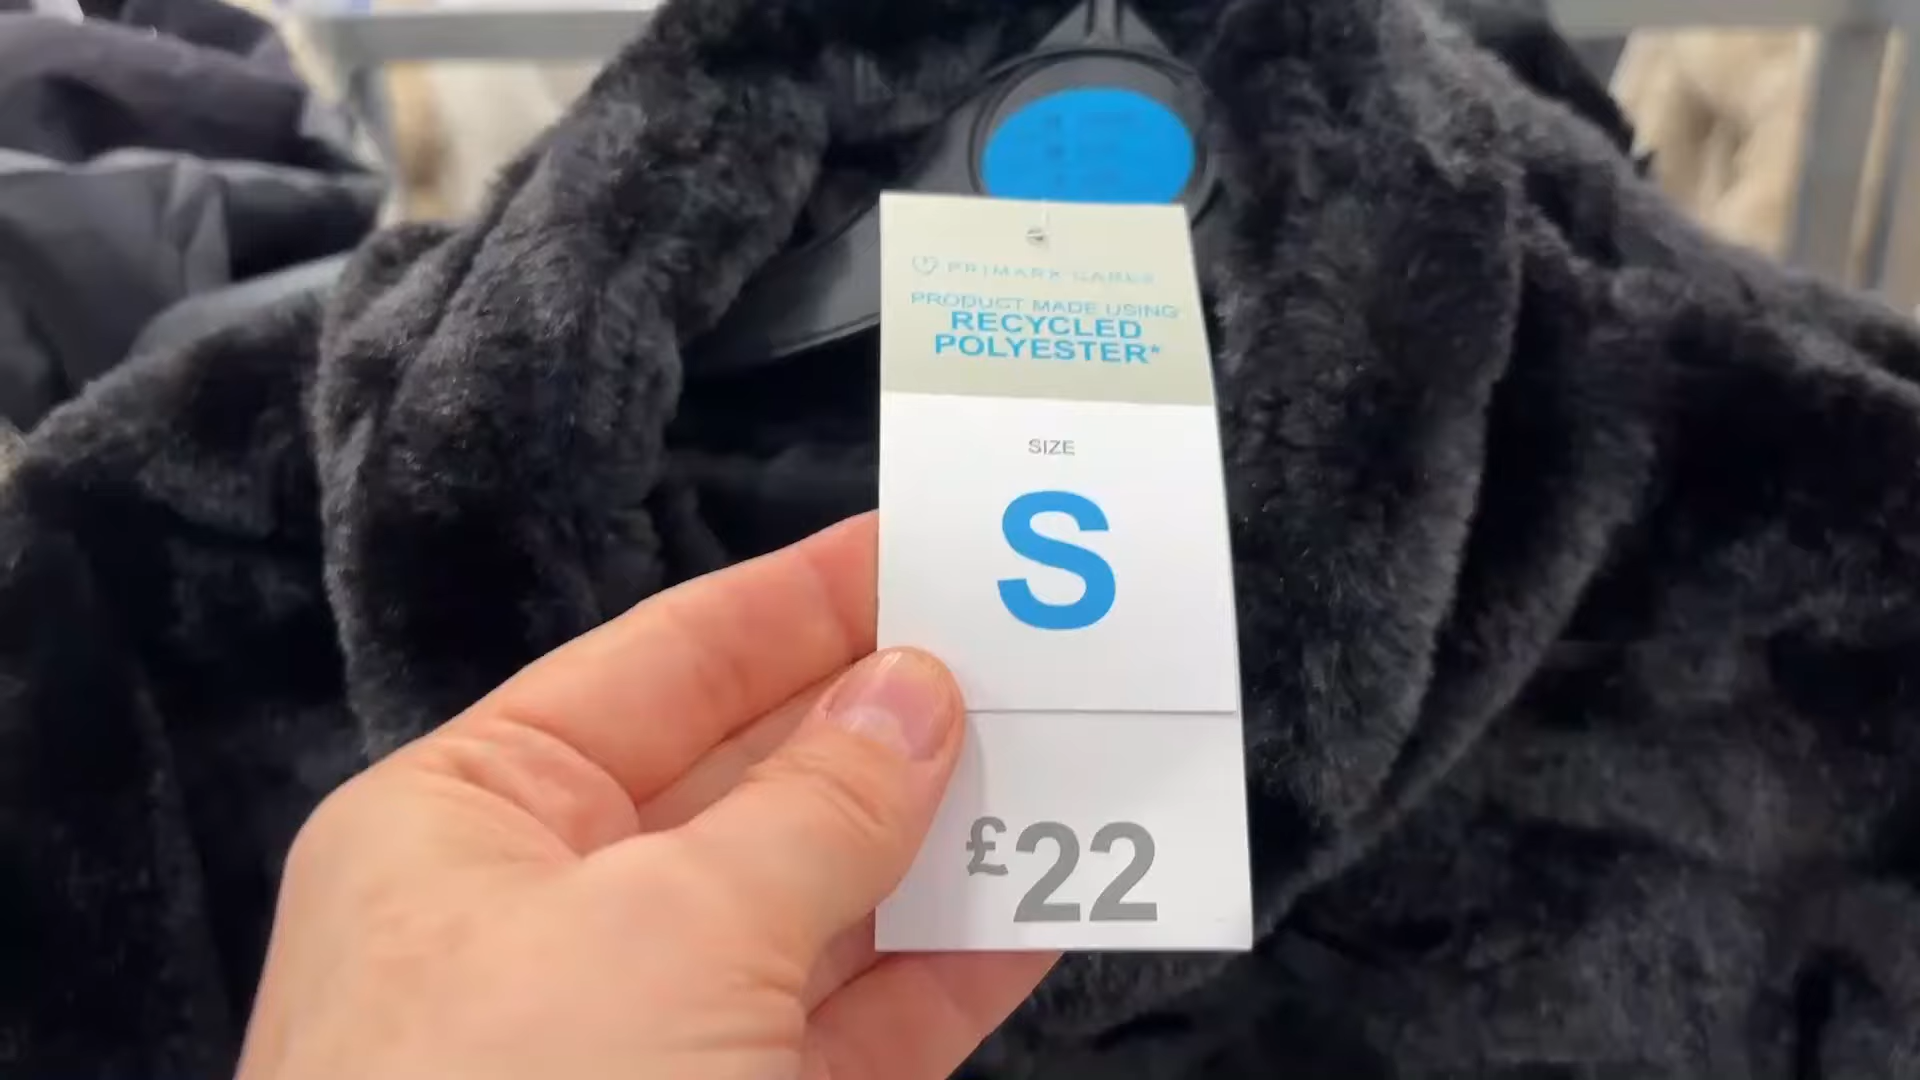 PRIMARK CARES
PRODUCT MADE USING
RECYCLED
POLYESTER*
SIZE
S
£22